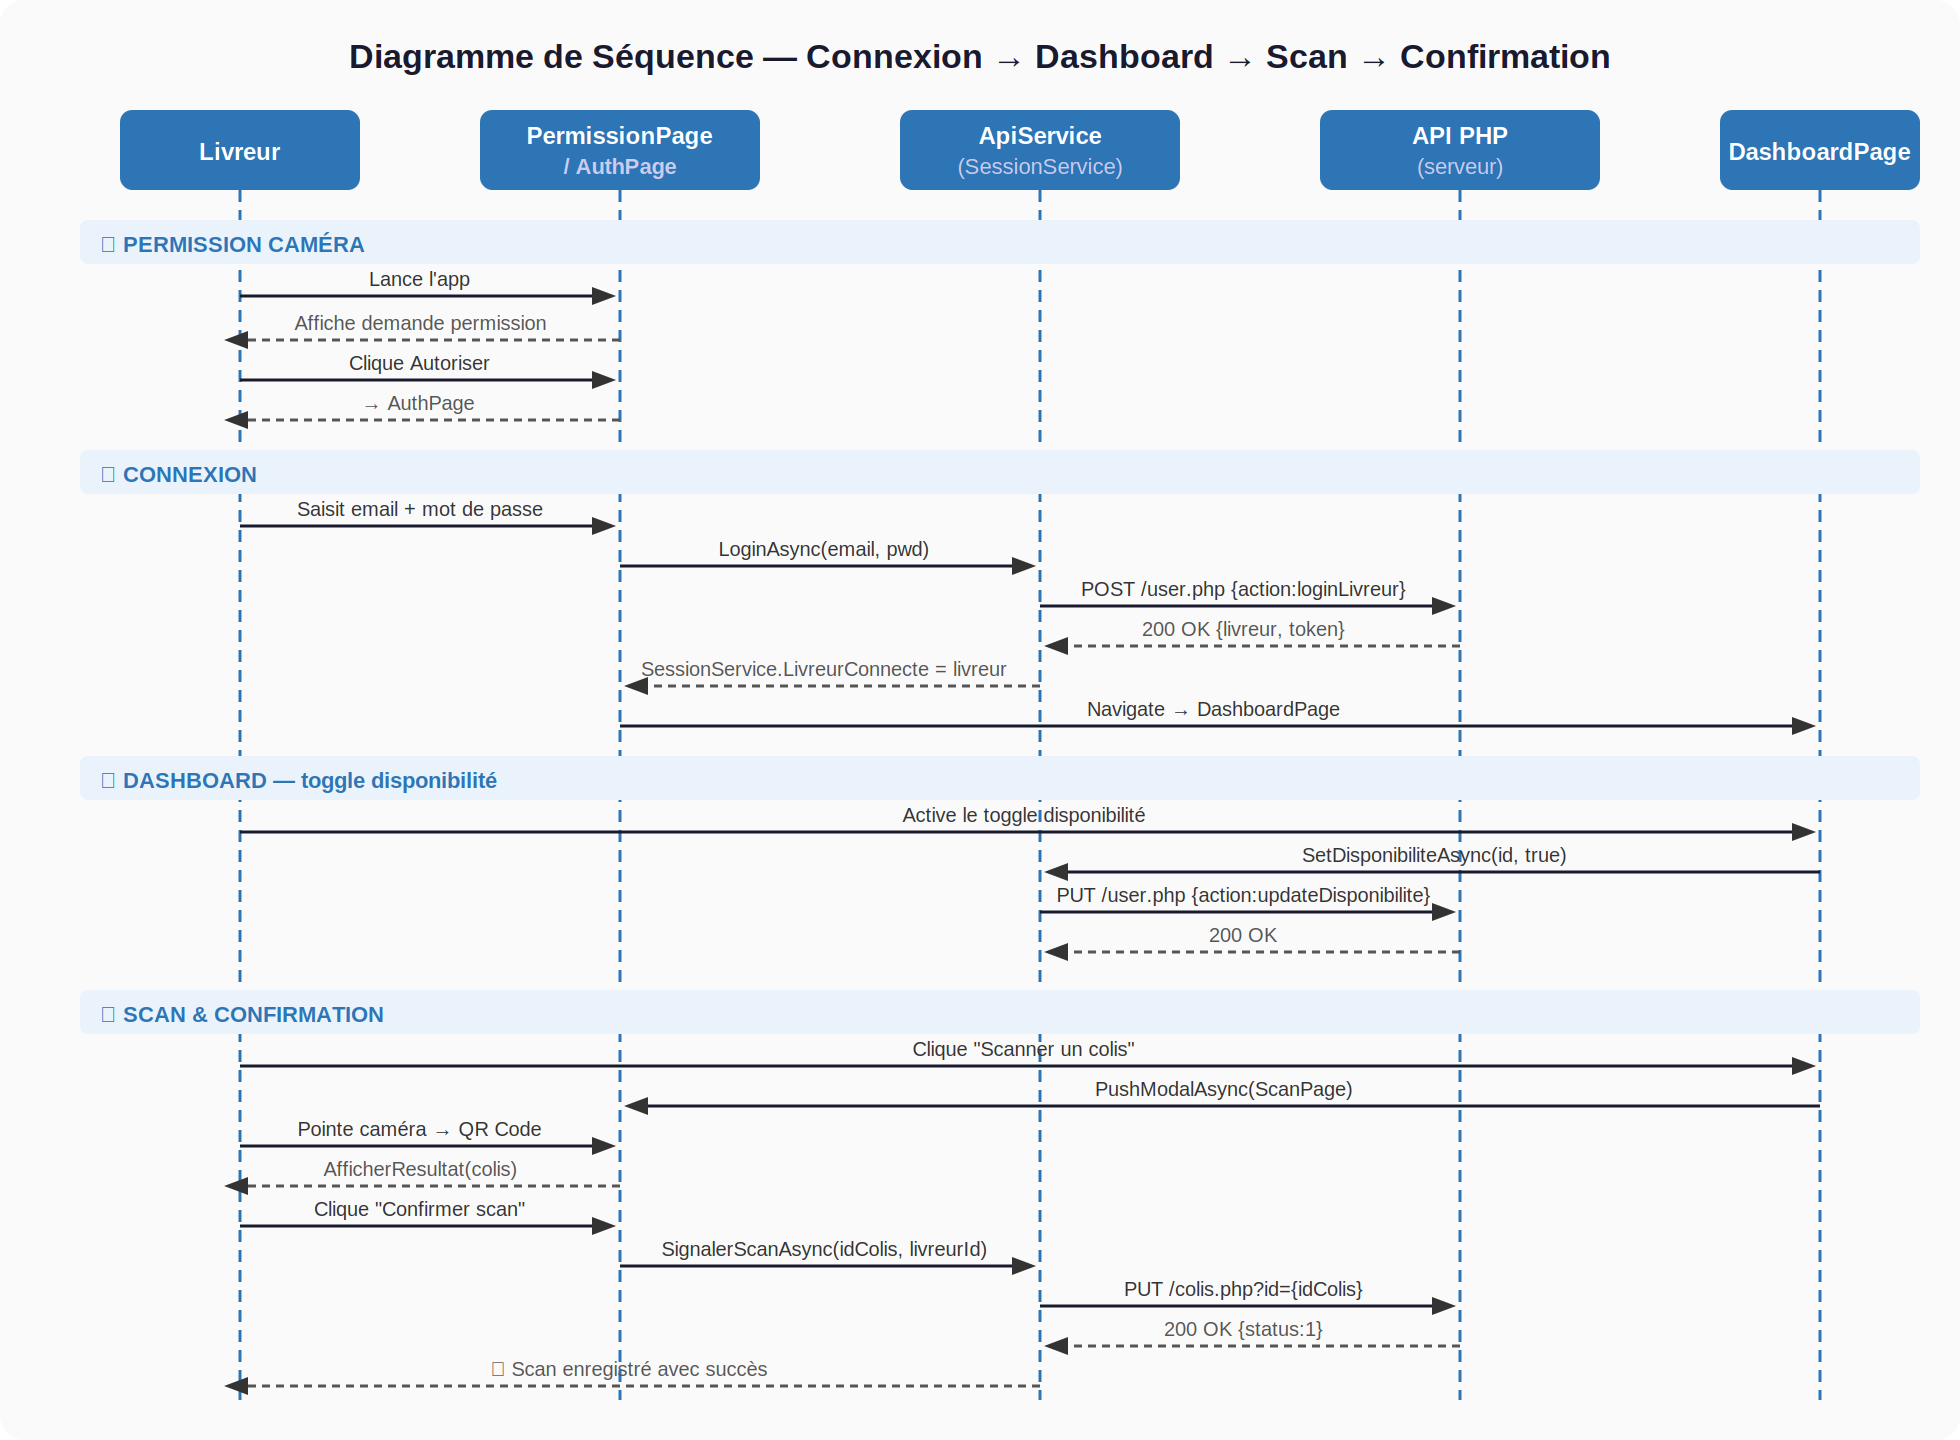 Diagramme de Séquence — Connexion → Dashboard → Scan → Confirmation
Livreur
PermissionPage
/ AuthPage
ApiService
(SessionService)
API PHP
(serveur)
DashboardPage
PERMISSION CAMÉRA
Lance l'app
Affiche demande permission
Clique Autoriser
→ AuthPage
CONNEXION
Saisit email + mot de passe
LoginAsync(email, pwd)
POST /user.php {action:loginLivreur}
200 OK {livreur, token}
SessionService.LivreurConnecte = livreur
Navigate → DashboardPage
DASHBOARD — toggle disponibilité
Active le toggle disponibilité
SetDisponibiliteAsync(id, true)
PUT /user.php {action:updateDisponibilite}
200 OK
SCAN & CONFIRMATION
Clique "Scanner un colis"
PushModalAsync(ScanPage)
Pointe caméra → QR Code
AfficherResultat(colis)
Clique "Confirmer scan"
SignalerScanAsync(idColis, livreurId)
PUT /colis.php?id={idColis}
200 OK {status:1}
Scan enregistré avec succès